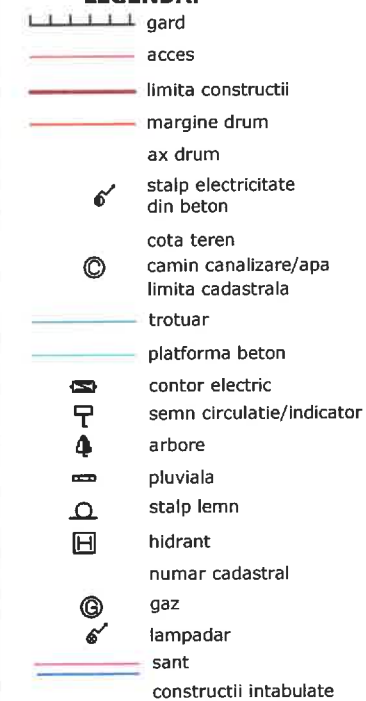 LEGENDA:
gard
acces
limita constructii
margine drum
ax drum
stalp electricitate
din beton
cota teren
C camin canalizare/apa
limita cadastrala
trotuar
platforma beton
contor electric
semn circulatie/indicator
arbore
pluviala
stalp lemn
H hidrant
numar cadastral
G gaz
lampadar
sant
constructii intabulate